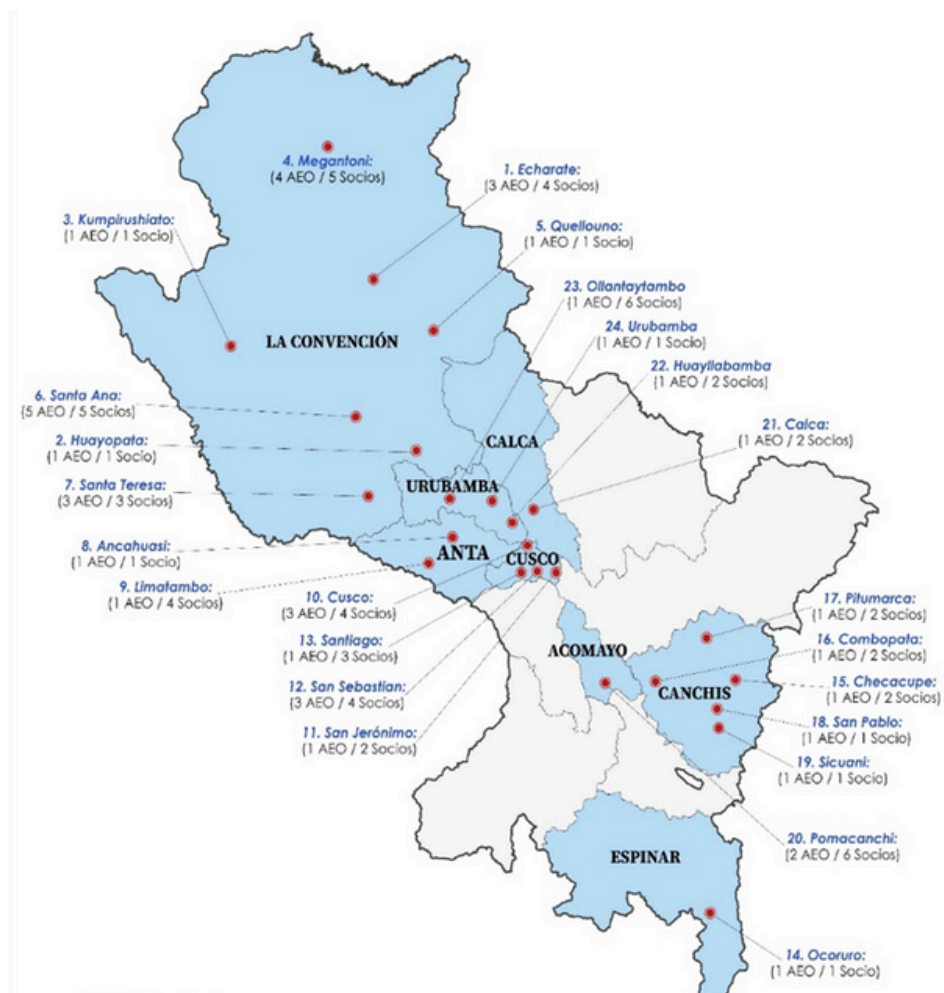 4. Megantoni:
(4 AEO / 5 Socios)
1. Echarate:
(3 AEO / 4 Socios)
3. Kumpirushiato:
(1 AEO / 1 Socio)
5. Quellouno:
(1 AEO / 1 Socio)
23. Ollantaytambo
(1 AEO / 6 Socios)
24. Urubamba
(1 AEO / 1 Socio)
LA CONVENCIÓN
22. Huayllabamba
(1 AEO / 2 Socios)
6. Santa Ana:
(5 AEO / 5 Socios)
21. Calca:
(1 AEO / 2 Socios)
2. Huayopata:
(1 AEO / 1 Socio)
CALCA
7. Santa Teresa:
(3 AEO / 3 Socios)
URUBAMBA
8. Ancahuasi:
(1 AEO / 1 Socio)
ANTA
CUSCO
9. Limatambo:
(1 AEO / 4 Socios)
10. Cusco:
(3 AEO / 4 Socios)
17. Pitumarca:
(1 AEO / 2 Socios)
13. Santiago:
(1 AEO / 3 Socios)
ACOMAYO
16. Combopata:
(1 AEO / 2 Socios)
12. San Sebastian:
(3 AEO / 4 Socios)
CANCHIS
15. Checacupe:
(1 AEO / 2 Socios)
11. San Jerónimo:
(1 AEO / 2 Socios)
18. San Pablo:
(1 AEO / 1 Socio)
19. Sicuani:
(1 AEO / 1 Socio)
20. Pomacanchi:
(2 AEO / 6 Socios)
ESPINAR
14. Ocoruro:
(1 AEO / 1 Socio)